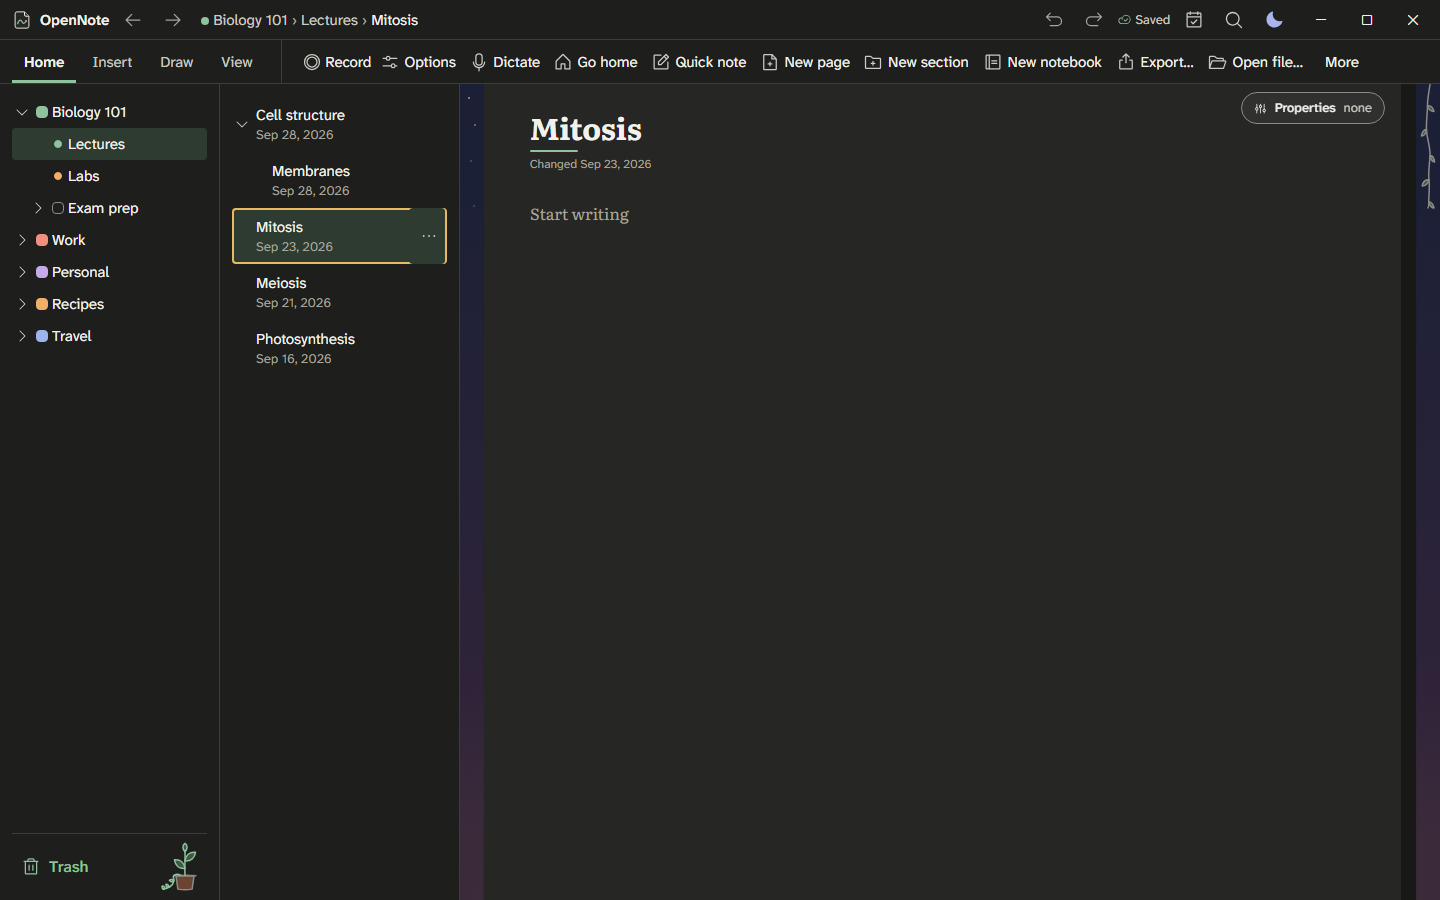 OpenNote
Biology 101 › Lectures › Mitosis
Saved
Home Insert Draw View
Record Options Dictate Go home Quick note New page New section New notebook Export... Open file... More
Biology 101
Lectures
Labs
Exam prep
Work
Personal
Recipes
Travel
Trash
Cell structure
Sep 28, 2026
Membranes
Sep 28, 2026
Mitosis
Sep 23, 2026
Meiosis
Sep 21, 2026
Photosynthesis
Sep 16, 2026
Properties none
Mitosis
Changed Sep 23, 2026
Start writing